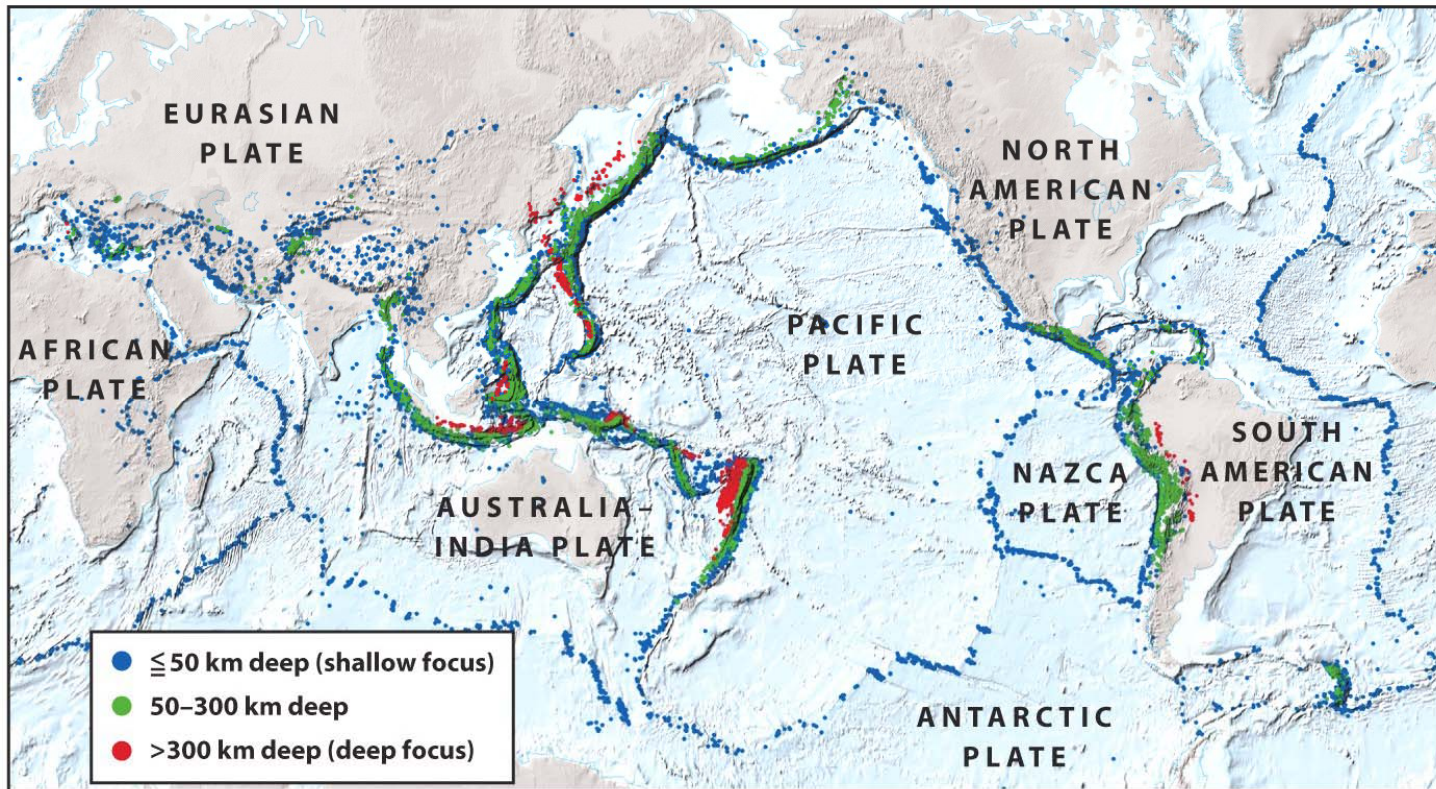 EURASIAN
PLATE
NORTH
AMERICAN
PLATE
AFRICAN
PLATE
PACIFIC
PLATE
NAZCA
PLATE
SOUTH
AMERICAN
PLATE
AUSTRALIA–
INDIA PLATE
ANTARCTIC
PLATE
≦50 km deep (shallow focus)
50–300 km deep
>300 km deep (deep focus)